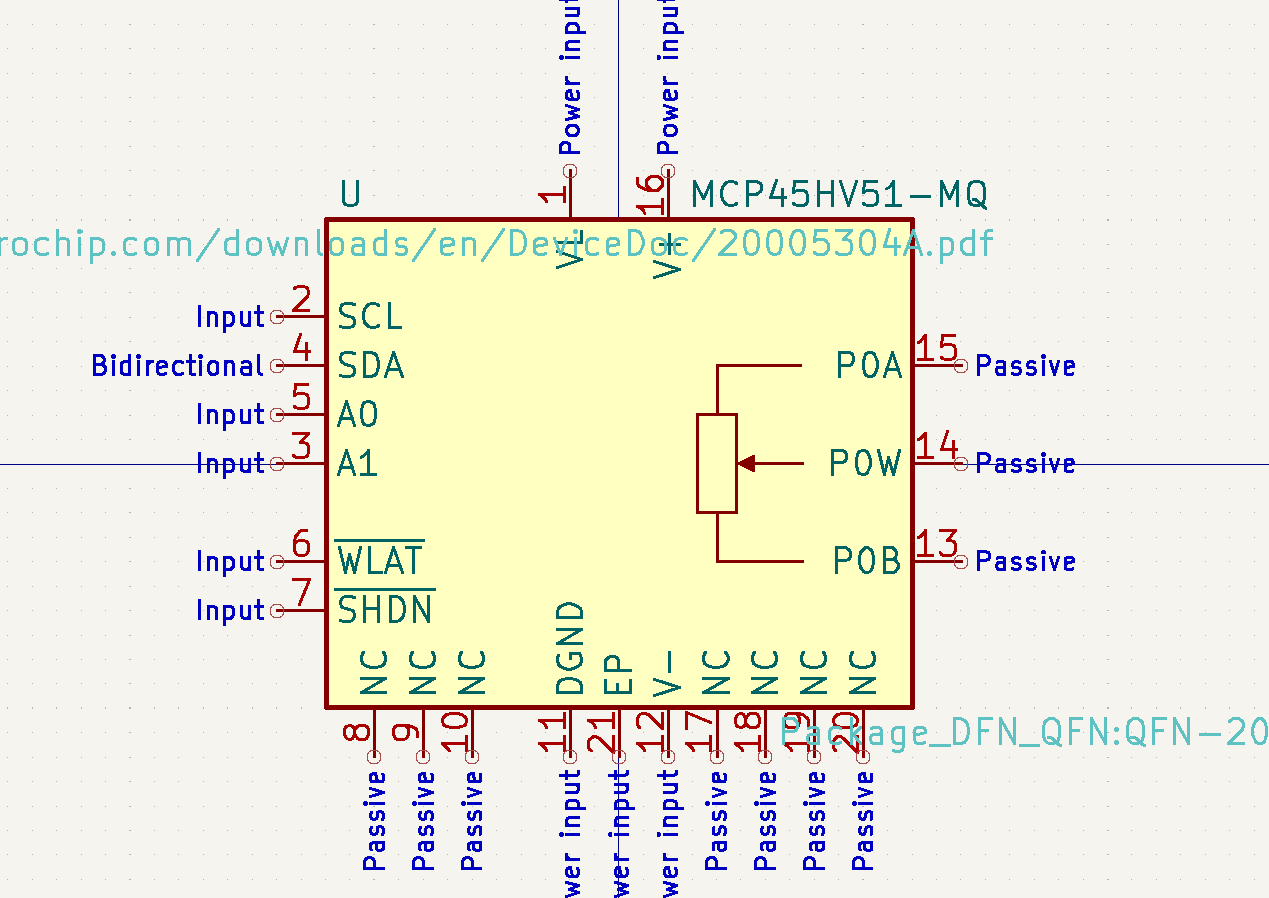 Power input
Power input
1
16
U
MCP45HV51-MQ
rochip.com/downloads/en/DeviceDoc/20005304A.pdf
VL
V+
Input 2 SCL
Bidirectional 4 SDA
Input 5 A0
Input 3 A1
Input 6 WLAT
Input 7 SHDN
P0A 15 Passive
P0W 14 Passive
P0B 13 Passive
NC
NC
NC
DGND
EP
V-
NC
NC
NC
NC
8
9
10
11
21
12
17
18
19
20
Package_DFN_QFN:QFN-20
Passive
Passive
Passive
wer input
wer input
wer input
Passive
Passive
Passive
Passive